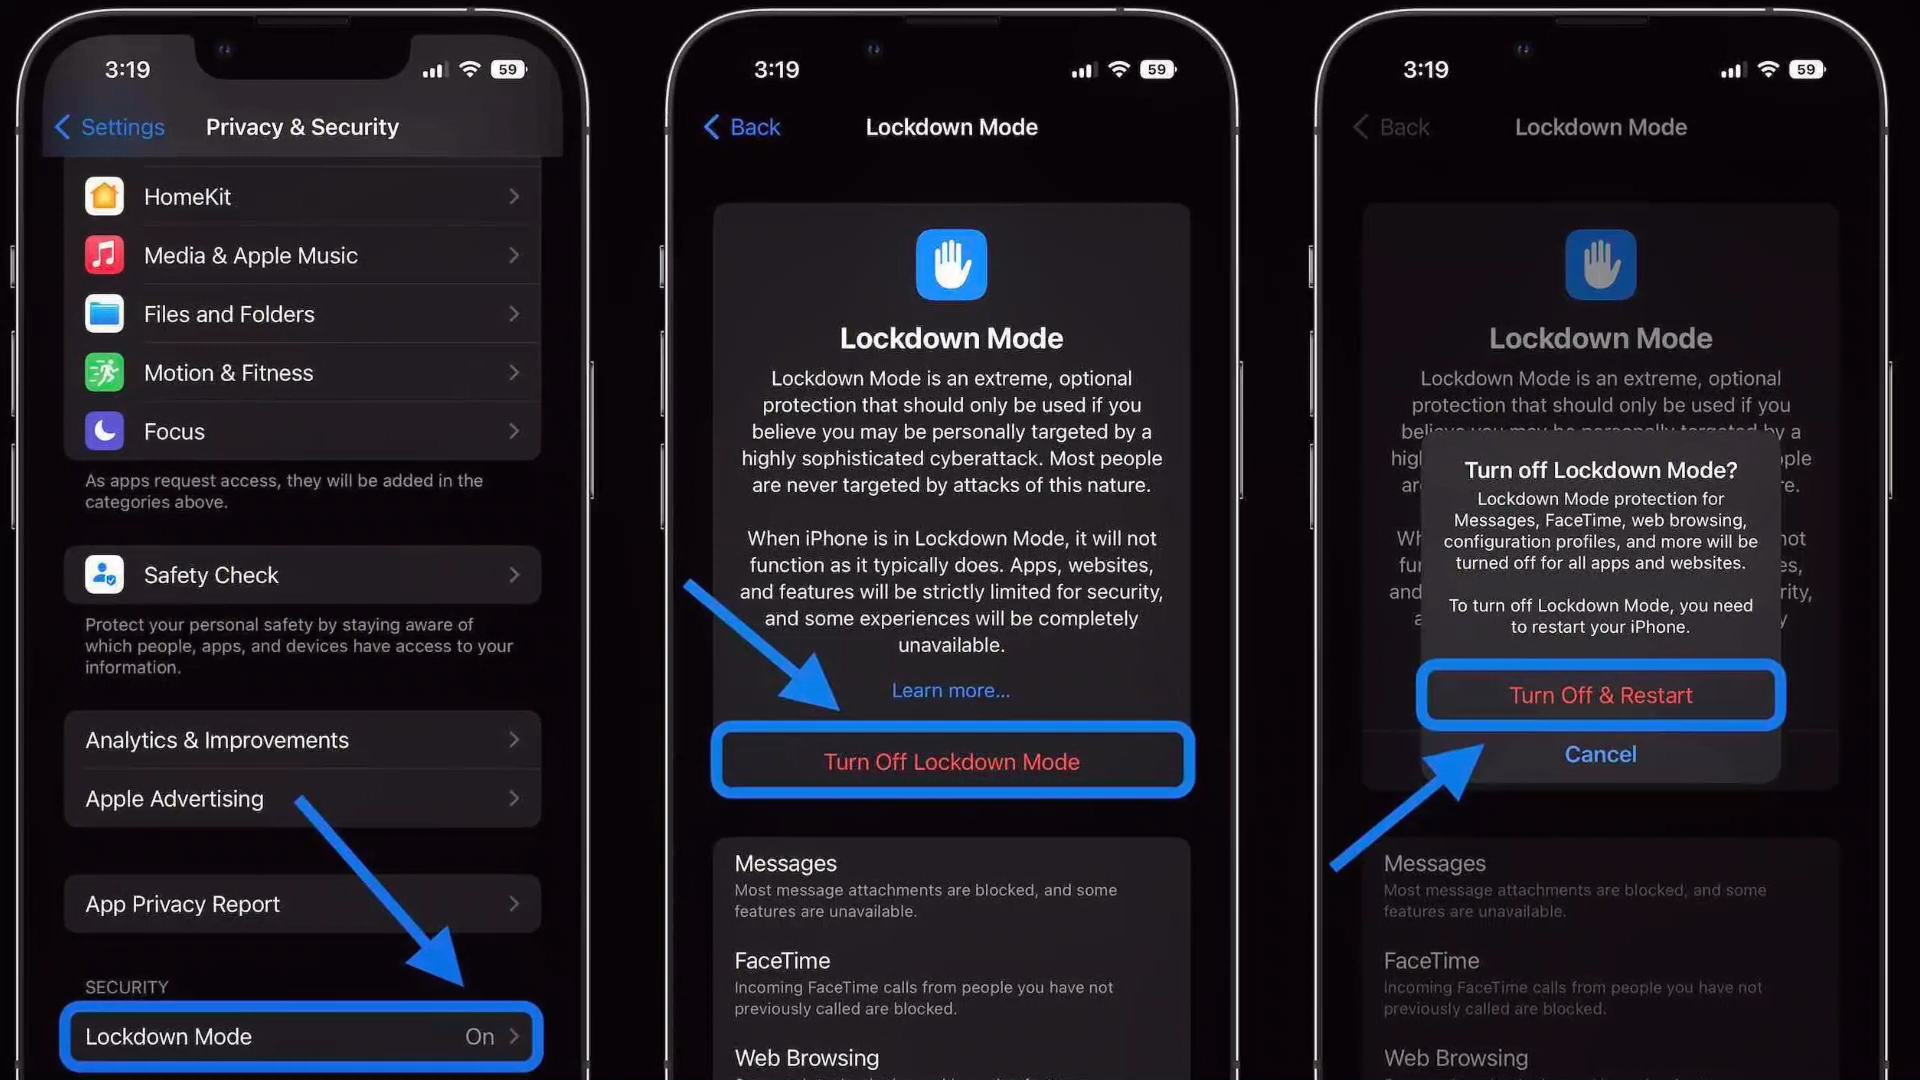 3:19
59
Settings
Privacy & Security
HomeKit
Media & Apple Music
Files and Folders
Motion & Fitness
Focus
As apps request access, they will be added in the
categories above.
Safety Check
Protect your personal safety by staying aware of
which people, apps, and devices have access to your
information.
Analytics & Improvements
Apple Advertising
App Privacy Report
SECURITY
Lockdown Mode On
3:19
59
Back
Lockdown Mode
Lockdown Mode
Lockdown Mode is an extreme, optional
protection that should only be used if you
believe you may be personally targeted by a
highly sophisticated cyberattack. Most people
are never targeted by attacks of this nature.
When iPhone is in Lockdown Mode, it will not
function as it typically does. Apps, websites,
and features will be strictly limited for security,
and some experiences will be completely
unavailable.
Learn more...
Turn Off Lockdown Mode
Messages
Most message attachments are blocked, and some
features are unavailable.
FaceTime
Incoming FaceTime calls from people you have not
previously called are blocked.
Web Browsing
3:19
59
Back
Lockdown Mode
Lockdown Mode
Lockdown Mode is an extreme, optional
protection that should only be used if you
Turn off Lockdown Mode?
Lockdown Mode protection for
Messages, FaceTime, web browsing,
configuration profiles, and more will be
turned off for all apps and websites.
To turn off Lockdown Mode, you need
to restart your iPhone.
Turn Off & Restart
Cancel
Messages
Most message attachments are blocked, and some
features are unavailable.
FaceTime
Incoming FaceTime calls from people you have not
previously called are blocked.
Web Browsing